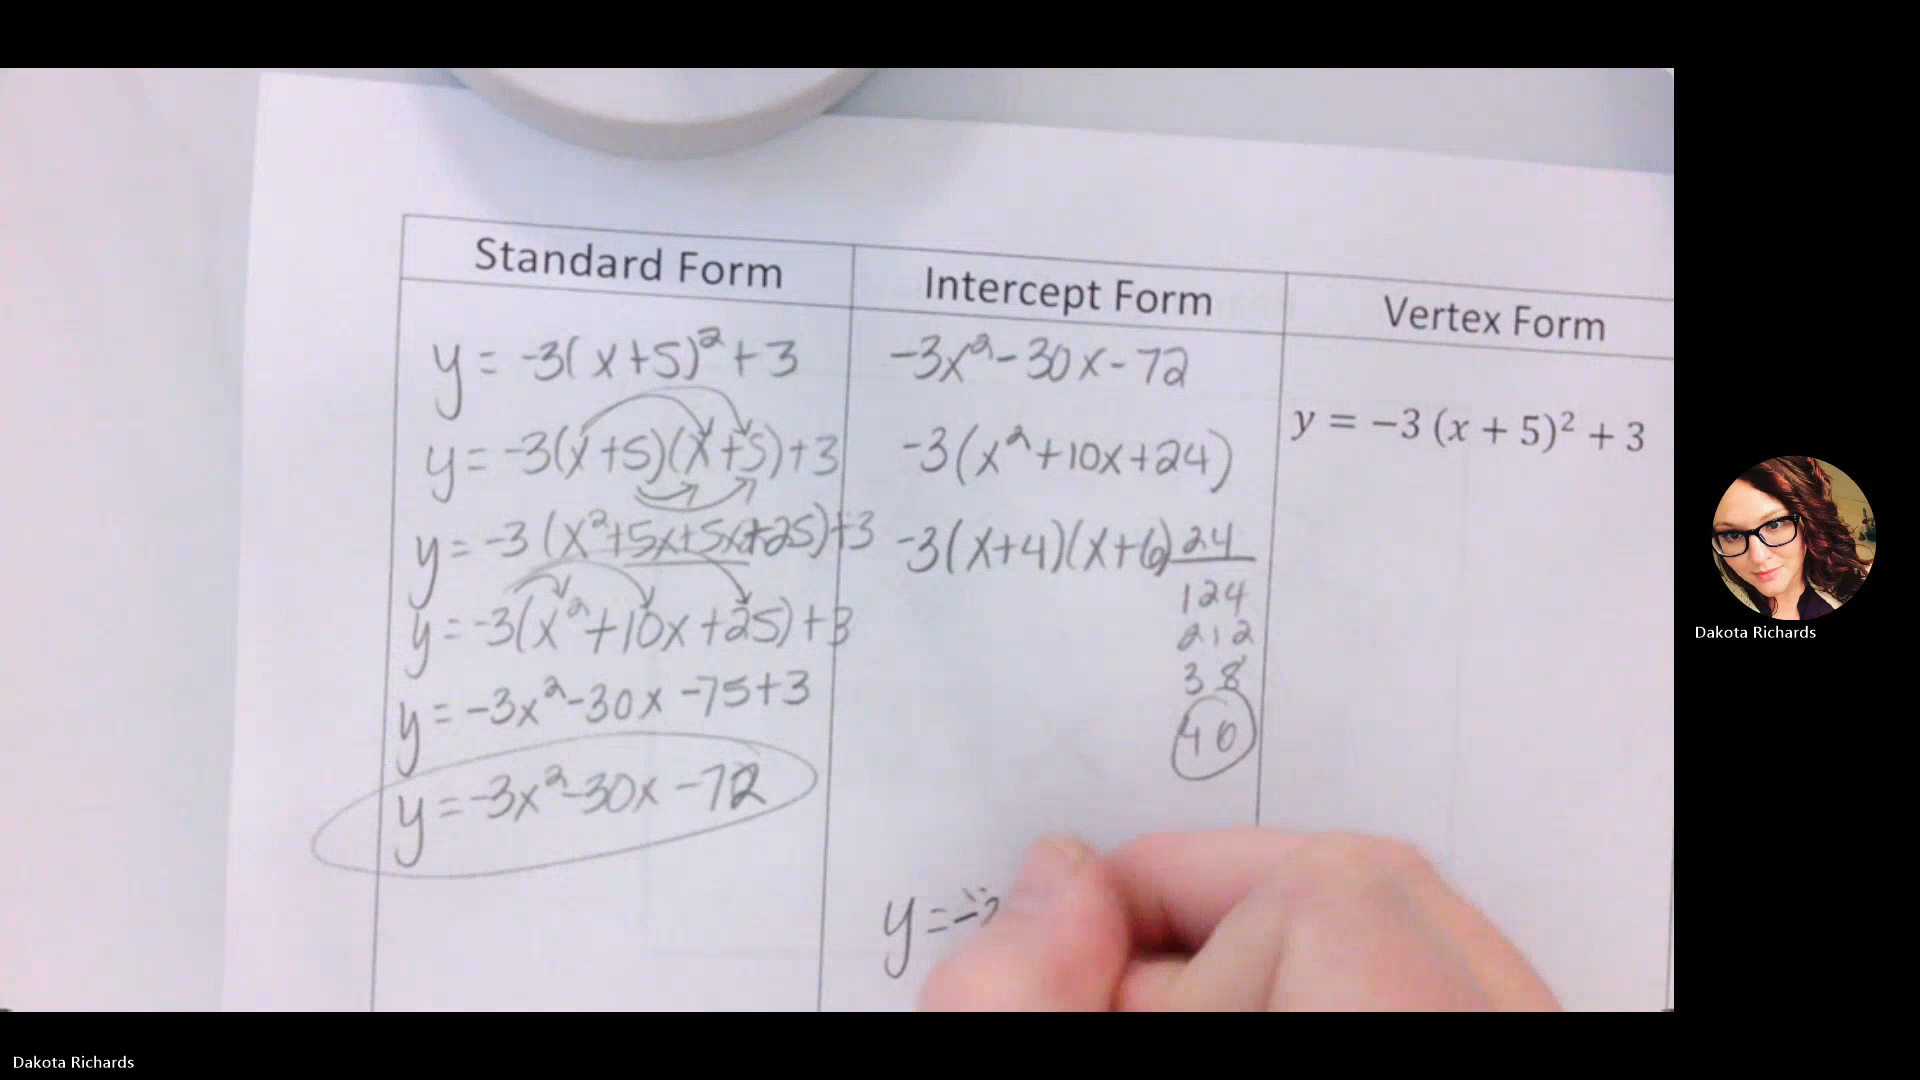 Standard Form
y = -3(x+5)²+3
y = -3(x+5)(x+5)+3
y = -3(x²+5x+5x+25)+3
y = -3(x²+10x+25)+3
y = -3x²-30x-75+3
y = -3x²-30x-72
Intercept Form
-3x²-30x-72
-3(x²+10x+24)
-3(x+4)(x+6)
24
1 24
2 12
3 8
4 6
y = -3
Vertex Form
y = −3 (x + 5)² + 3
Dakota Richards
Dakota Richards